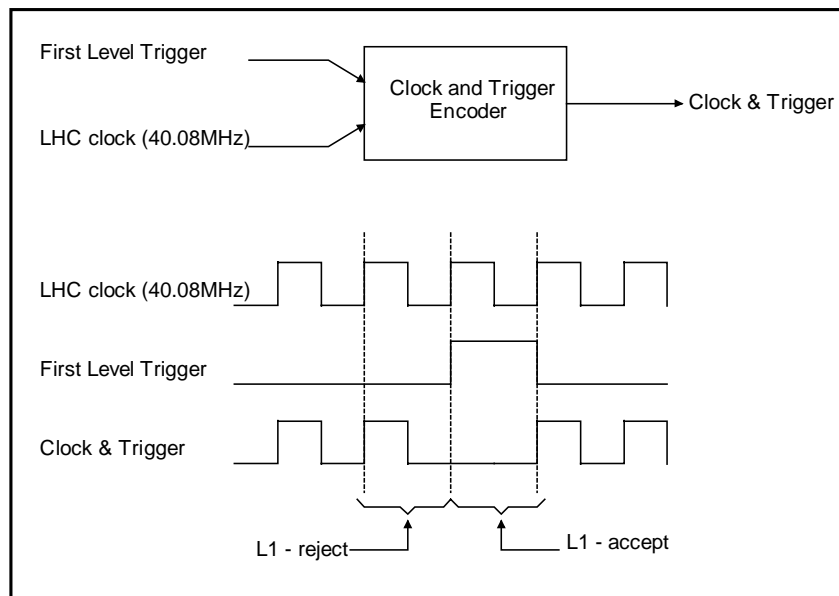 First Level Trigger
Clock and Trigger
Encoder
Clock & Trigger
LHC clock (40.08MHz)
LHC clock (40.08MHz)
First Level Trigger
Clock & Trigger
L1 - reject
L1 - accept